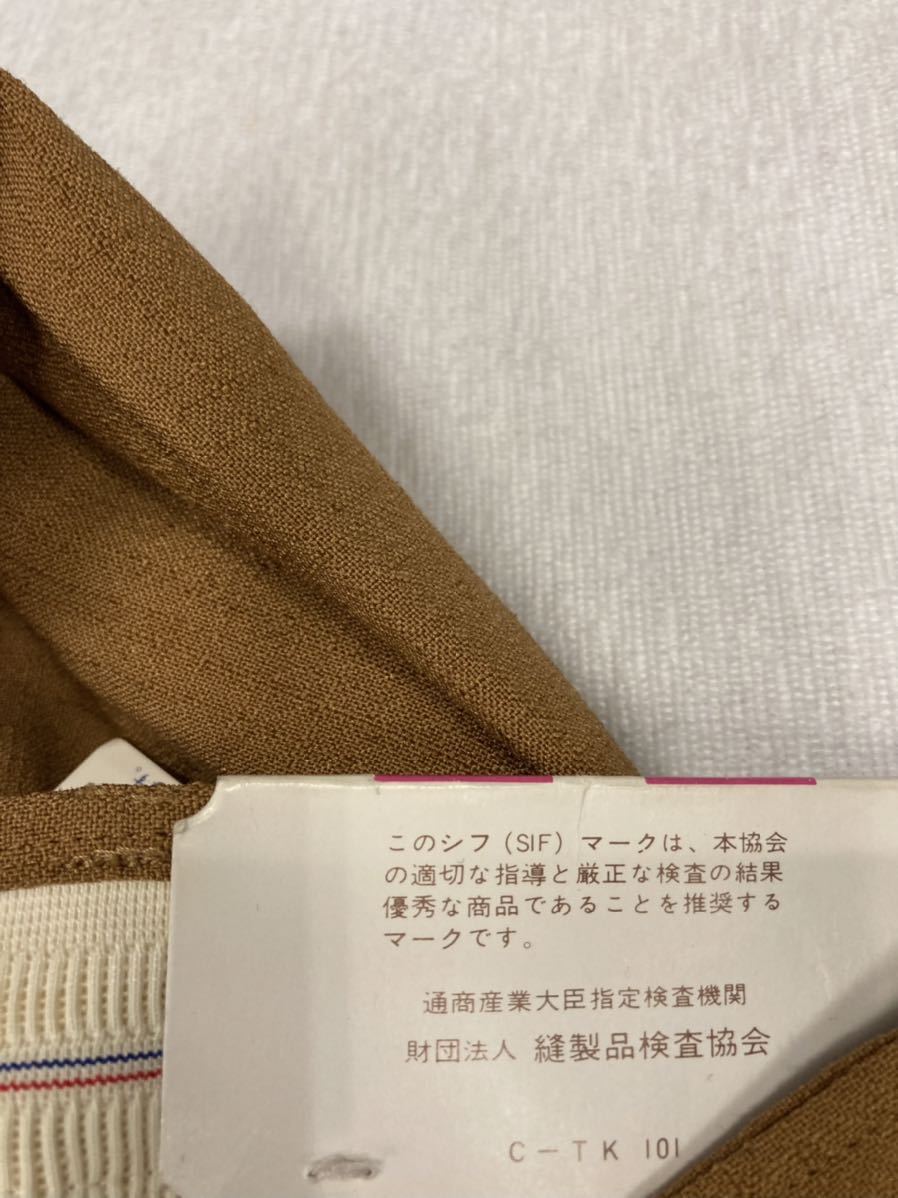 このシフ(SIF)マークは、本協会
の適切な指導と厳正な検査の結果
優秀な商品であることを推奨する
マークです。
通商産業大臣指定検査機関
財団法人 縫製品検査協会
C－TK 101